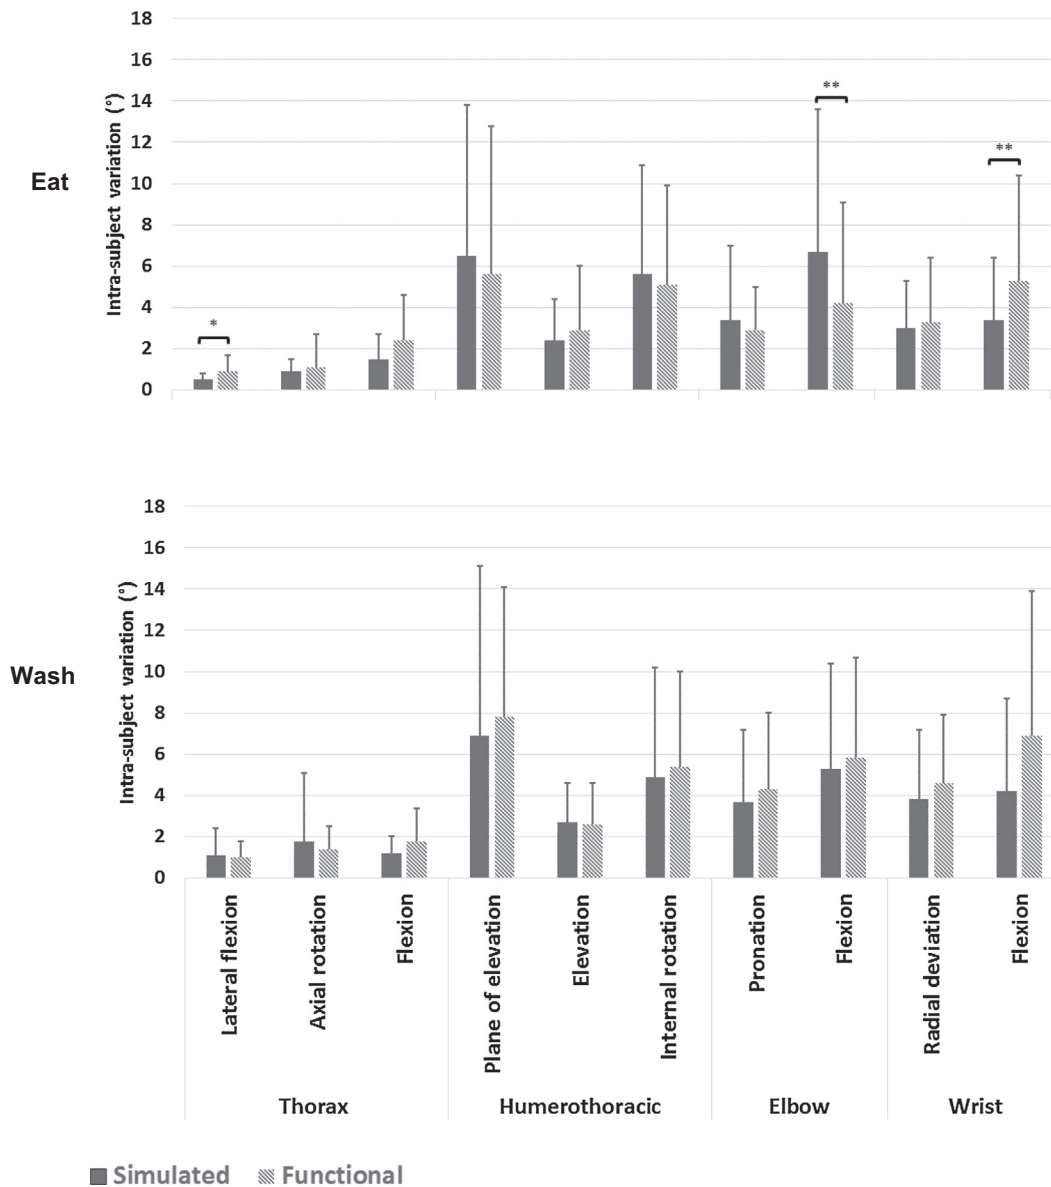 18
16
14
12
10
8
6
4
2
0
Intra-subject variation (°)
Eat
*
**
**
18
16
14
12
10
8
6
4
2
0
Intra-subject variation (°)
Wash
Lateral flexion
Axial rotation
Flexion
Plane of elevation
Elevation
Internal rotation
Pronation
Flexion
Radial deviation
Flexion
Thorax Humerothoracic Elbow Wrist
Simulated Functional